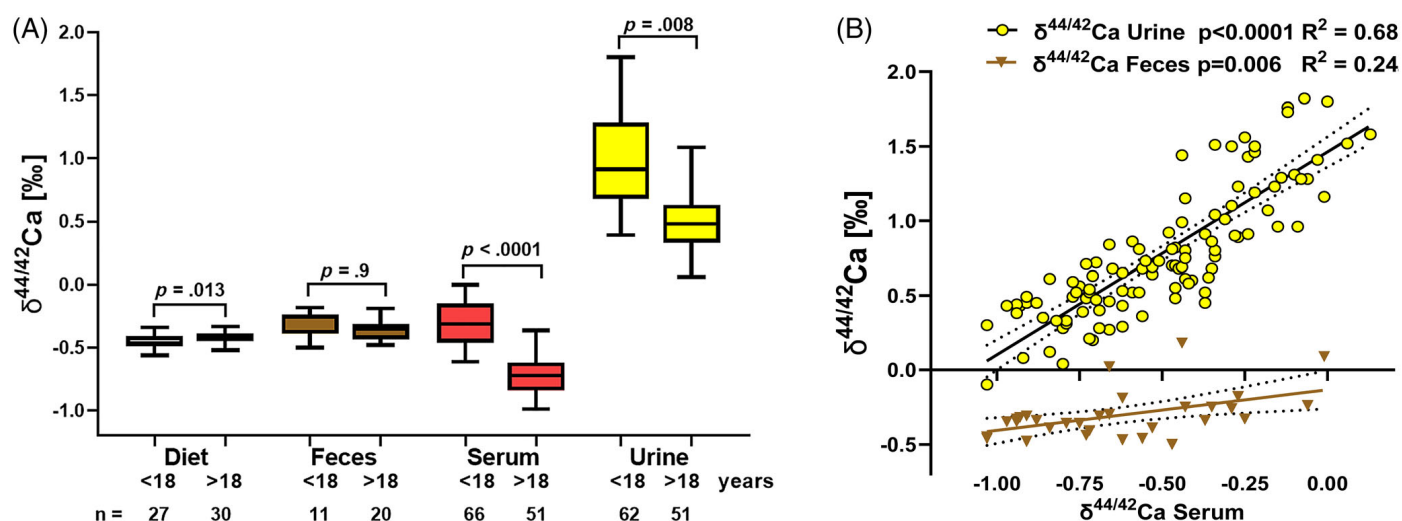 (A)
δ44/42Ca [‰]
2.0
1.5
1.0
0.5
0.0
-0.5
-1.0
p = .013
p = .9
p < .0001
p = .008
Diet Feces Serum Urine
<18 >18 <18 >18 <18 >18 <18 >18 years
n = 27 30 11 20 66 51 62 51
(B)
δ44/42Ca Urine p<0.0001 R2 = 0.68
δ44/42Ca Feces p=0.006 R2 = 0.24
δ44/42Ca [‰]
2.0
1.5
1.0
0.5
0.0
-0.5
-1.00 -0.75 -0.50 -0.25 0.00
δ44/42Ca Serum